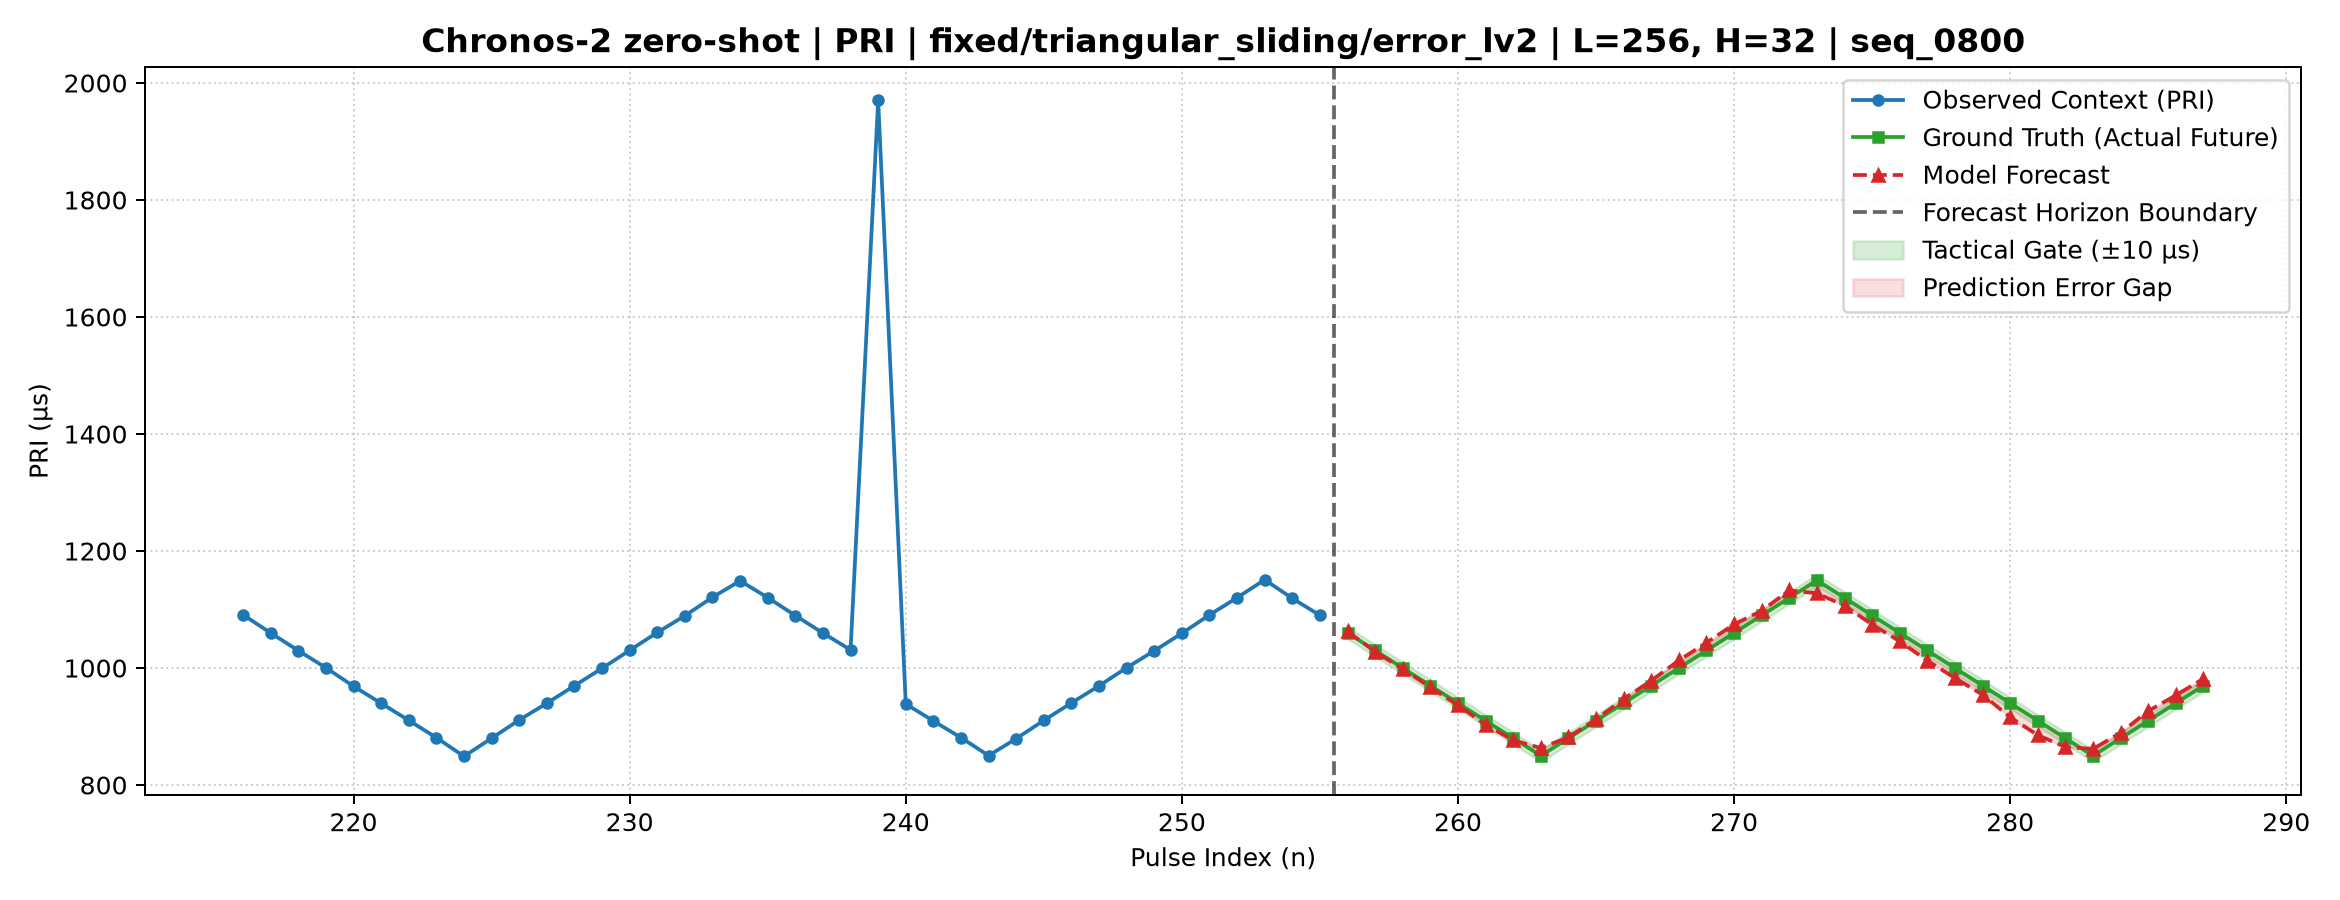 Chronos-2 zero-shot | PRI | fixed/triangular_sliding/error_lv2 | L=256, H=32 | seq_0800
2000
1800
1600
1400
1200
1000
800
PRI (µs)
Observed Context (PRI)
Ground Truth (Actual Future)
Model Forecast
Forecast Horizon Boundary
Tactical Gate (±10 µs)
Prediction Error Gap
220
230
240
250
260
270
280
290
Pulse Index (n)